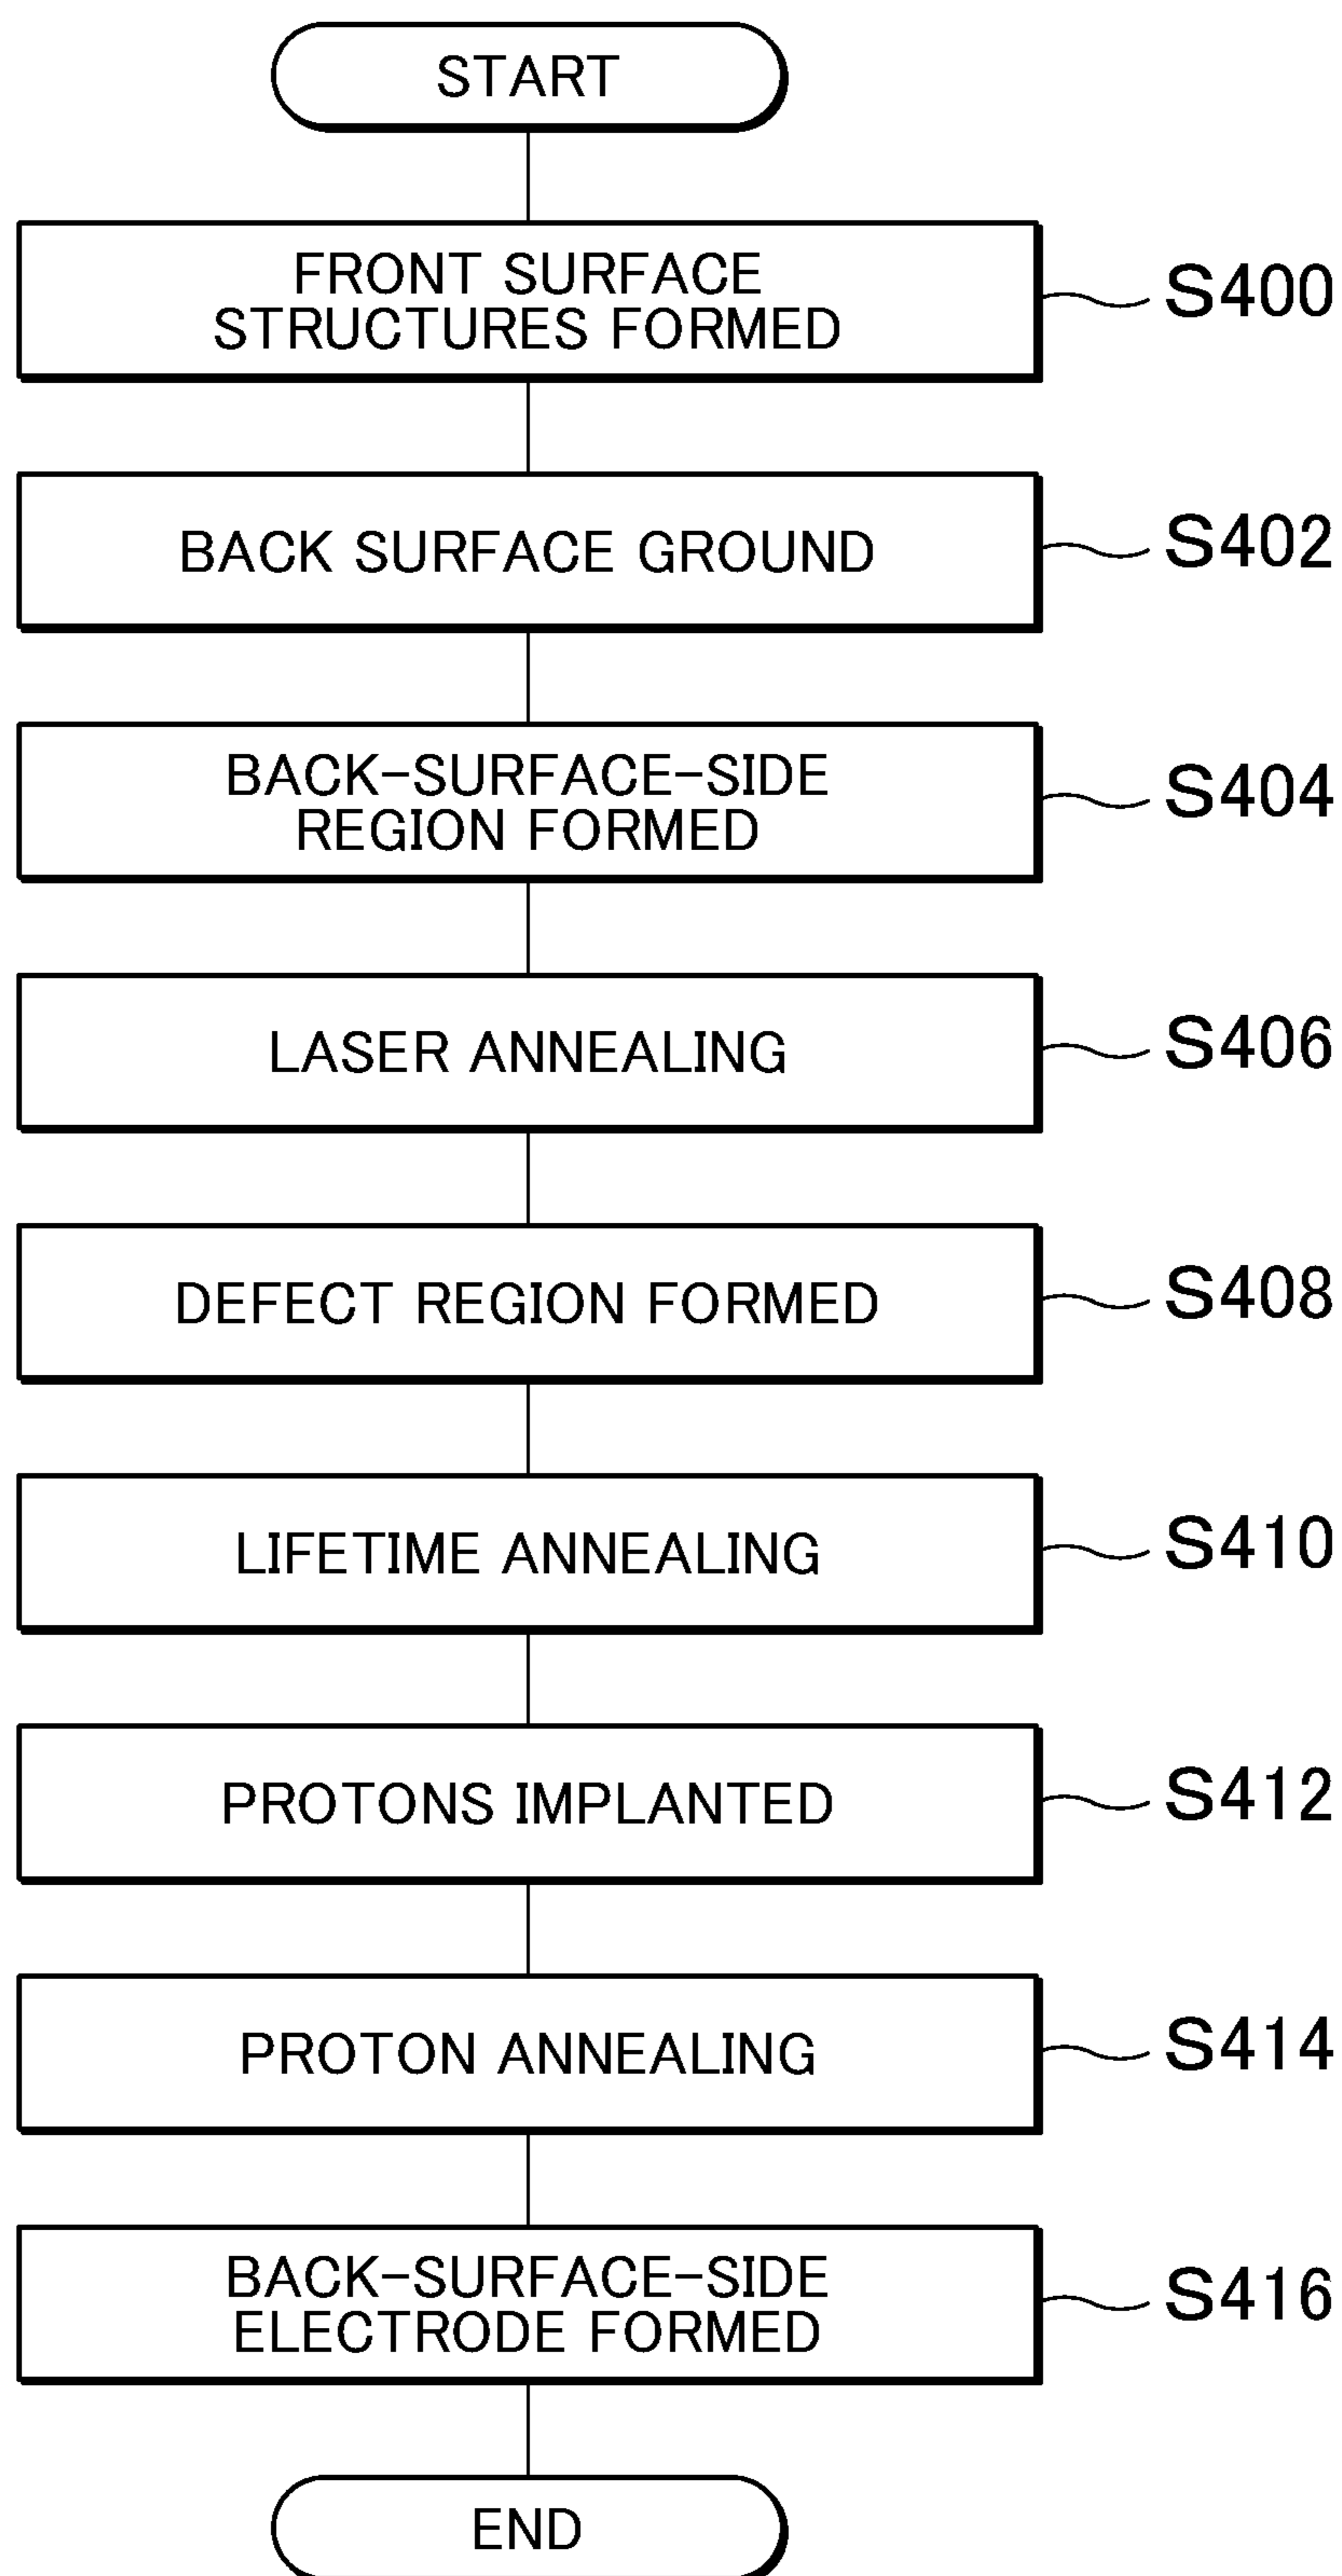 START
FRONT SURFACE
STRUCTURES FORMED
S400
BACK SURFACE GROUND
S402
BACK-SURFACE-SIDE
REGION FORMED
S404
LASER ANNEALING
S406
DEFECT REGION FORMED
S408
LIFETIME ANNEALING
S410
PROTONS IMPLANTED
S412
PROTON ANNEALING
S414
BACK-SURFACE-SIDE
ELECTRODE FORMED
S416
END